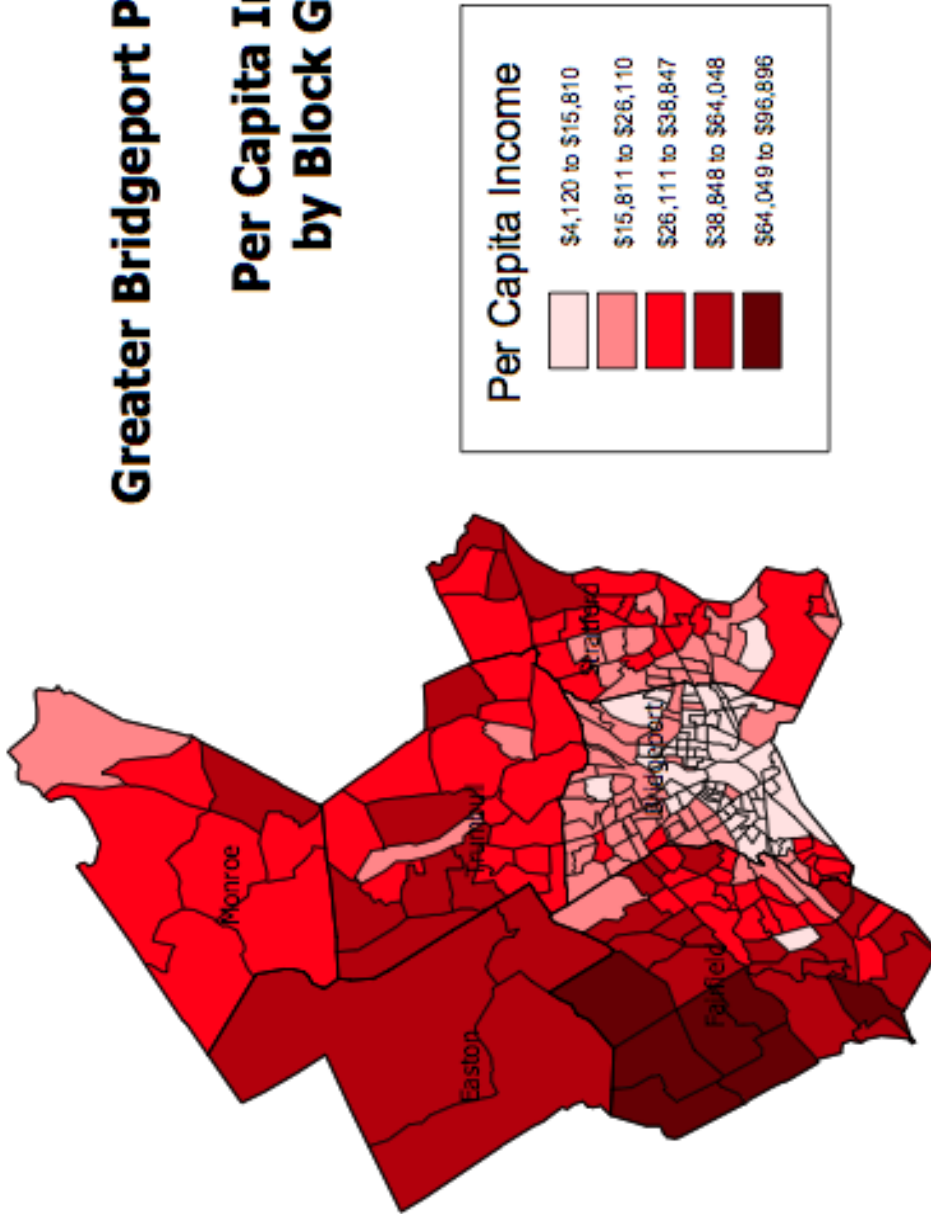 Greater Bridgeport P
Per Capita I
by Block G
Per Capita Income
$4,120 to $15,810
$15,811 to $26,110
$26,111 to $38,847
$38,848 to $64,048
$64,049 to $96,896
Monroe
Trumbull
Easton
Stratford
Bridgeport
Fairfield